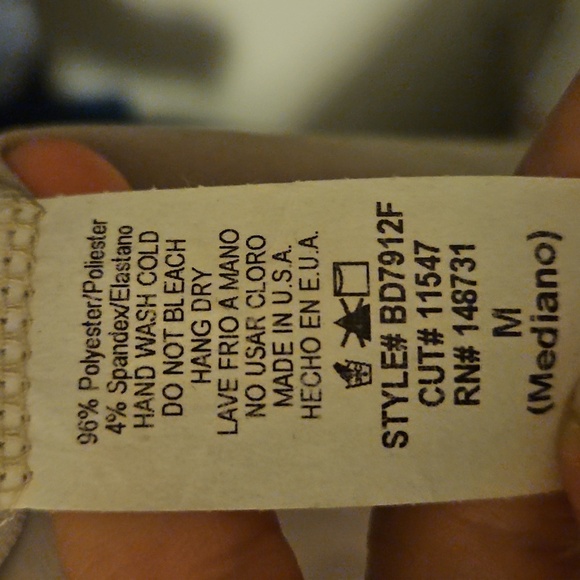 96% Polyester/Poliester
4% Spandex/Elastano
HAND WASH COLD
DO NOT BLEACH
HANG DRY
LAVE FRIO A MANO
NO USAR CLORO
MADE IN U.S.A.
HECHO EN E.U.A.
STYLE# BD7912F
CUT# 11547
RN# 148731
M
(Mediano)